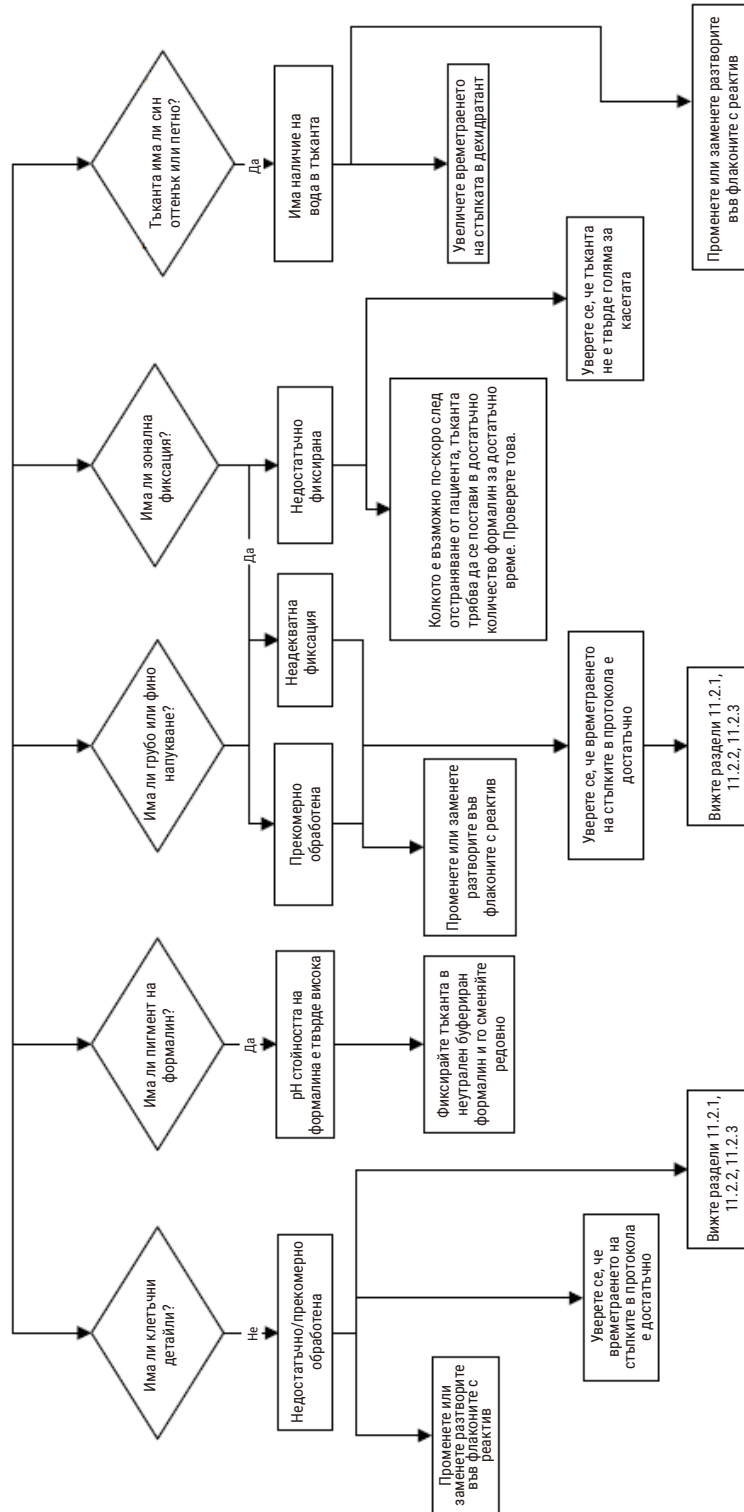 Има ли клетъчни
детайли?
Не
Недостатъчно/прекомерно
обработена
Променете или
заменете разтворите
във флаконите с
реактив
Уверете се, че
времетраенето на
стъпките в протокола
е достатъчно
Вижте раздели 11.2.1,
11.2.2, 11.2.3
Има ли пигмент на
формалин?
Да
pH стойността на
формалина е твърде висока
Фиксирайте тъканта в
неутрален буфериран
формалин и го сменяйте
редовно
Има ли грубо или фино
напукване?
Прекомерно
обработена
Неадекватна
фиксация
Променете или заменете
разтворите във
флаконите с реактив
Уверете се, че времетраенето
на стъпките в протокола е
достатъчно
Вижте раздели 11.2.1,
11.2.2, 11.2.3
Има ли зонална
фиксация?
Да
Недостатъчно
фиксирана
Колкото е възможно по-скоро след
отстраняване от пациента, тъканта
трябва да се постави в достатъчно
количество формалин за достатъчно
време. Проверете това.
Уверете се, че тъканта
не е твърде голяма за
касетата
Тъканта има ли син
оттенък или петно?
Да
Има наличие на
вода в тъканта
Увеличете времетраенето
на стъпката в дехидратант
Променете или заменете разтворите
във флаконите с реактив